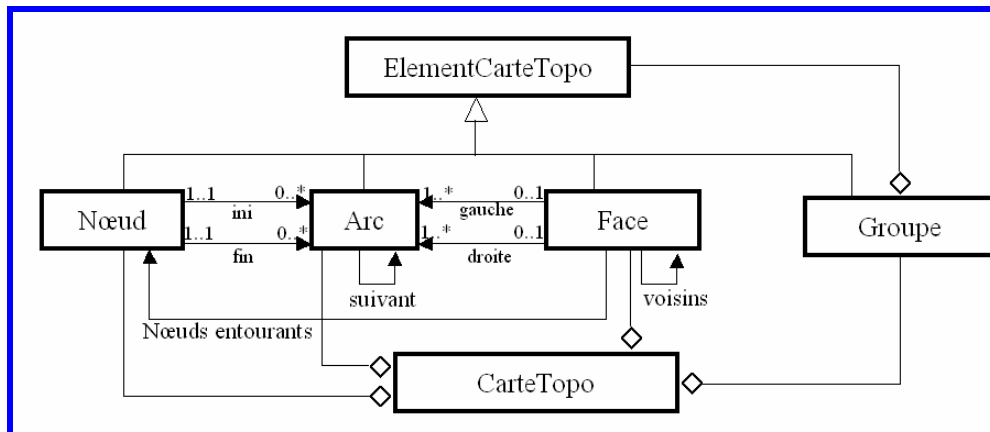 ElementCarteTopo
1..1
0..*
1..*
0..1
ini
gauche
Nœud
Arc
Face
Groupe
1..1
0..*
1..*
0..1
fin
droite
suivant
voisins
Nœuds entourants
CarteTopo